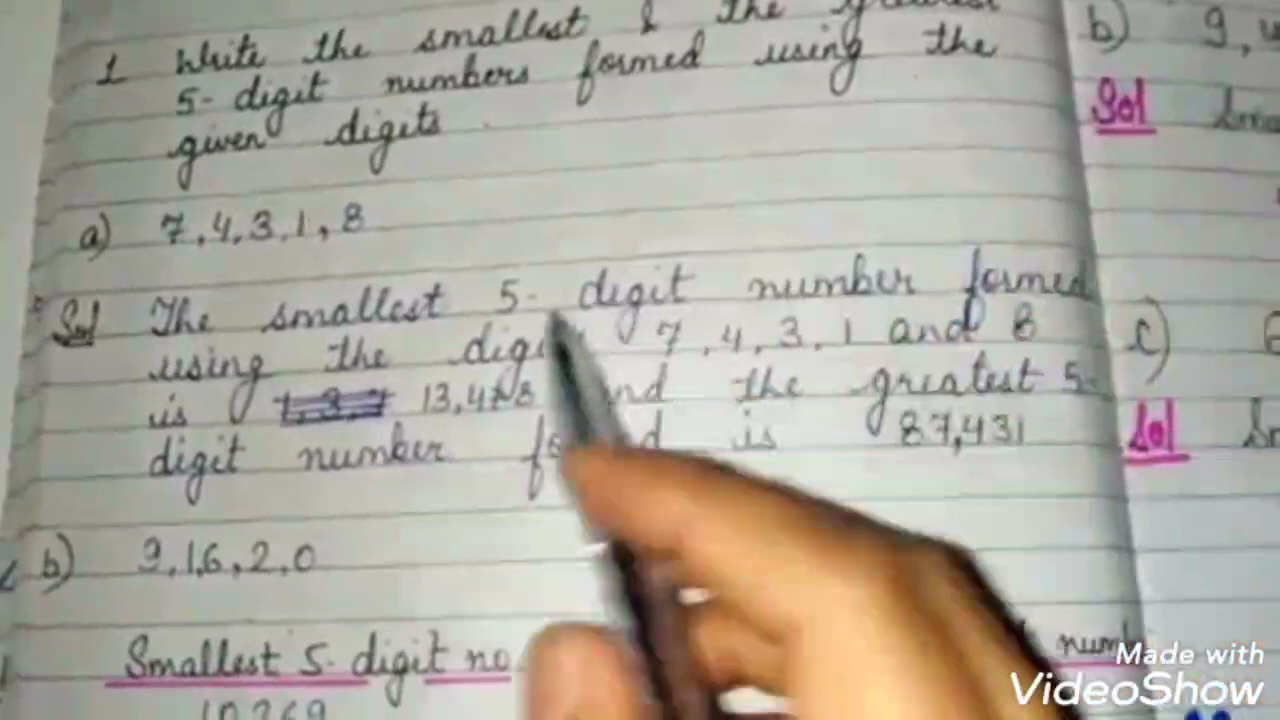 1 Write the smallest & the greatest
5-digit numbers formed using the
given digits
a) 7,4,3,1,8
Sol The smallest 5-digit number formed
using the 7,4,3,1 and 8
is 13,478 and the greatest 5-
digit number is 87,431
b) 9,1,6,2,0
Smallest 5-digit no
10269
b) 9,
Sol
c)
Sol
Made with
VideoShow